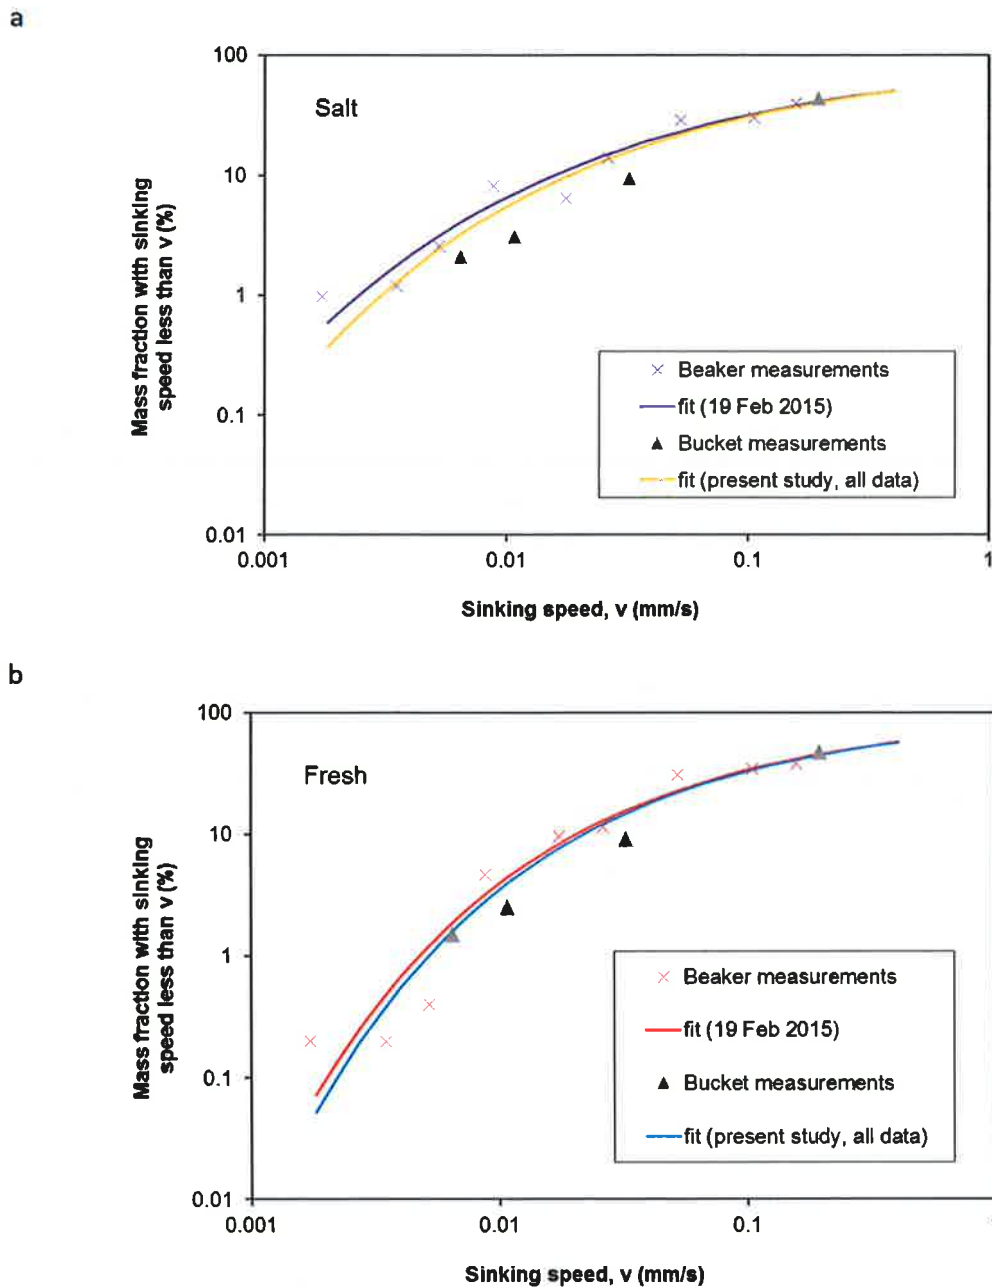 a
Salt
100
10
1
0.1
0.01
0.001
0.01
0.1
1
Mass fraction with sinking
speed less than v (%)
Sinking speed, v (mm/s)
Beaker measurements
fit (19 Feb 2015)
Bucket measurements
fit (present study, all data)
b
Fresh
100
10
1
0.1
0.01
0.001
0.01
0.1
Mass fraction with sinking
speed less than v (%)
Sinking speed, v (mm/s)
Beaker measurements
fit (19 Feb 2015)
Bucket measurements
fit (present study, all data)